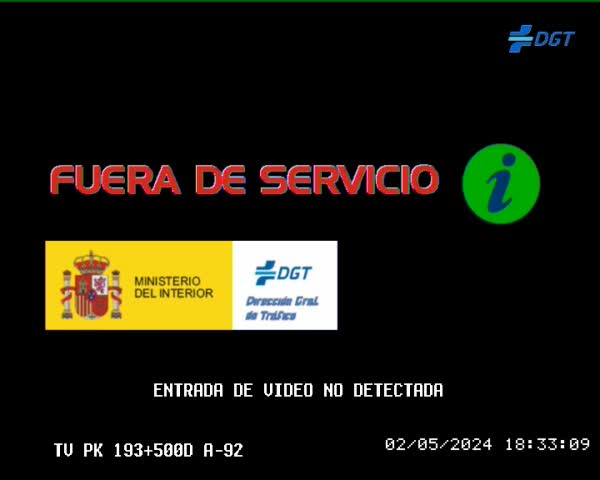 DGT
FUERA DE SERVICIO
i
MINISTERIO
DEL INTERIOR
DGT
Dirección Gral.
de Tráfico
ENTRADA DE VIDEO NO DETECTADA
TV PK 193+500D A-92
02/05/2024 18:33:09